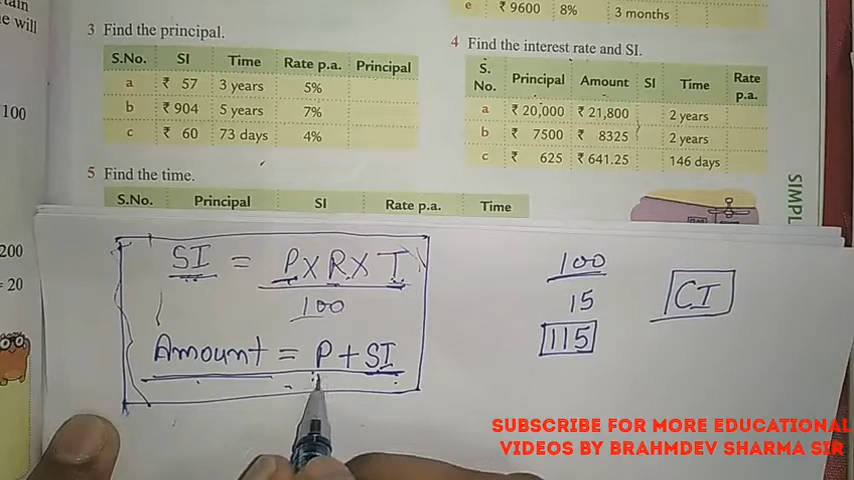 tain
e will
100
200
= 20
e ₹ 9600 8% 3 months
3 Find the principal.
S.No. SI Time Rate p.a. Principal
a ₹ 57 3 years 5%
b ₹ 904 5 years 7%
c ₹ 60 73 days 4%
4 Find the interest rate and SI.
S. No. Principal Amount SI Time Rate p.a.
a ₹ 20,000 ₹ 21,800 2 years
b ₹ 7500 ₹ 8325 2 years
c ₹ 625 ₹ 641.25 146 days
5 Find the time.
S.No. Principal SI Rate p.a. Time
SIMPL
SI = P X R X T
100
Amount = P + SI
100
15
115
CI
SUBSCRIBE FOR MORE EDUCATIONAL
VIDEOS BY BRAHMDEV SHARMA SIR